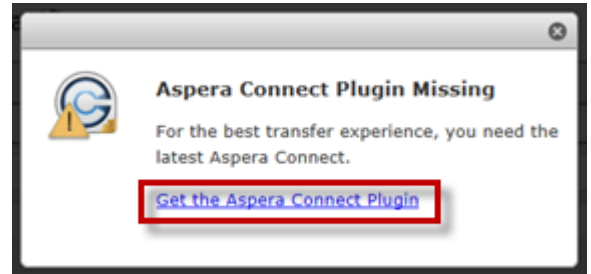 Aspera Connect Plugin Missing
For the best transfer experience, you need the
latest Aspera Connect.
Get the Aspera Connect Plugin